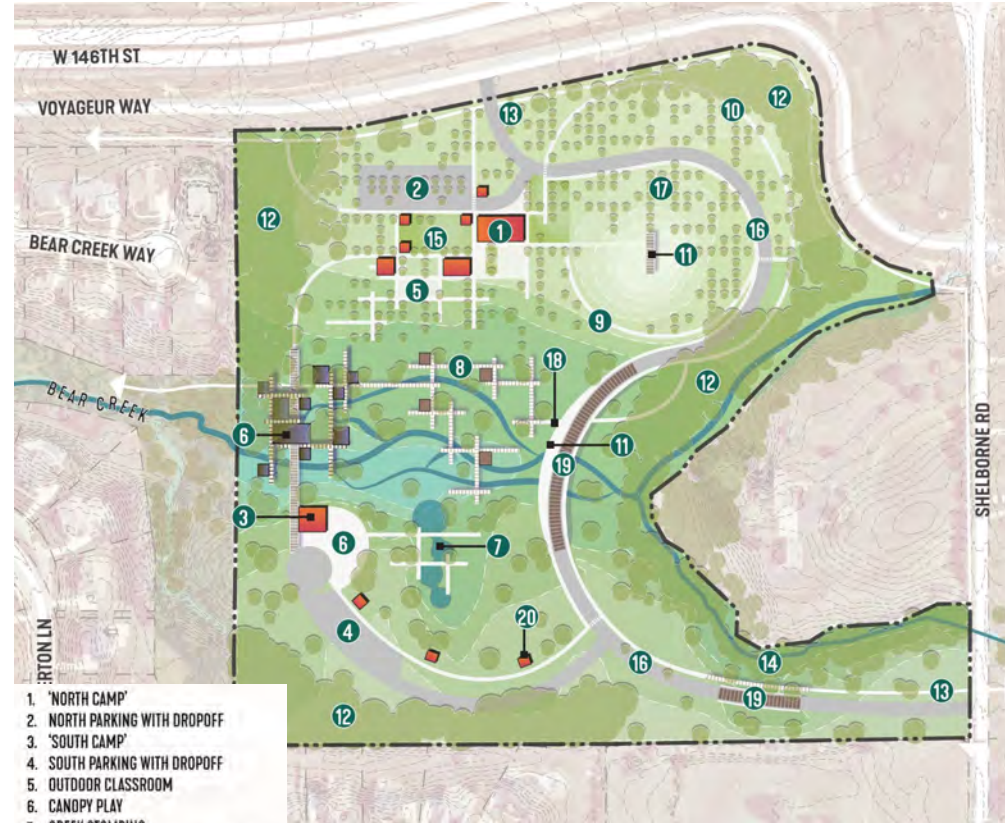 W 146TH ST
VOYAGEUR WAY
BEAR CREEK WAY
BEAR CREEK
SHELBORNE RD
ERTON LN
13
10
12
2
17
12
1
16
15
11
5
9
18
8
12
6
11
19
3
6
7
20
4
16
14
13
19
12
1. 'NORTH CAMP'
2. NORTH PARKING WITH DROPOFF
3. 'SOUTH CAMP'
4. SOUTH PARKING WITH DROPOFF
5. OUTDOOR CLASSROOM
6. CANOPY PLAY